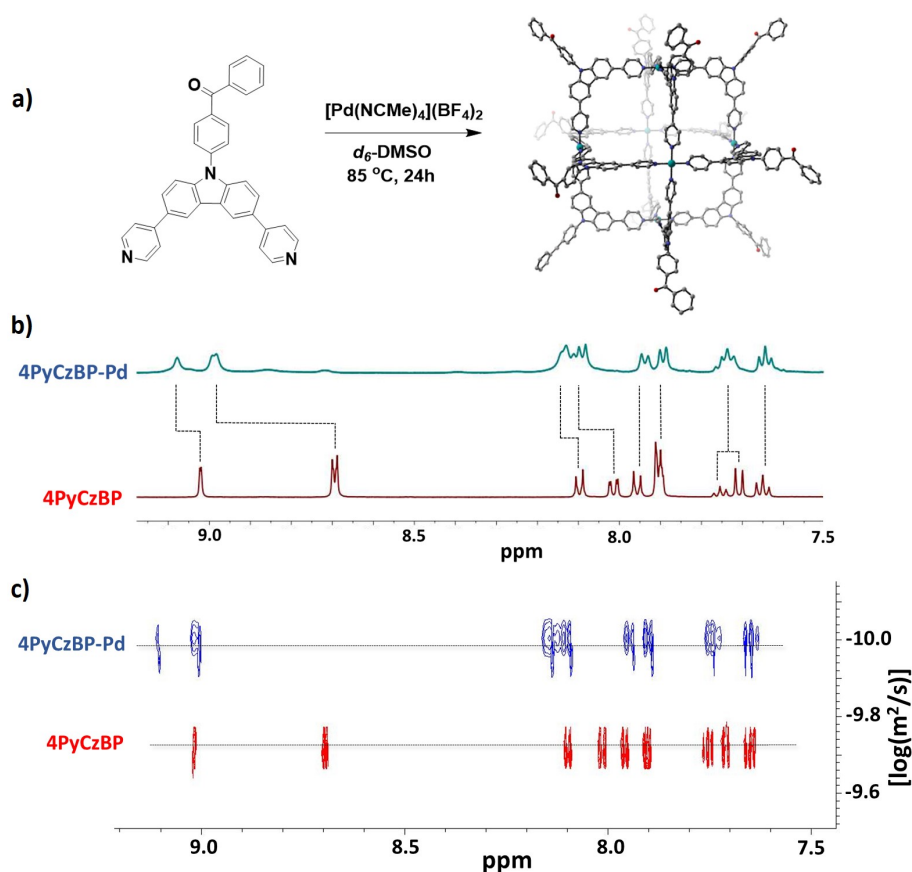 a)
O
N
N
N
[Pd(NCMe)4](BF4)2
d6-DMSO
85 °C, 24h
b)
4PyCzBP-Pd
4PyCzBP
9.0 8.5 8.0 7.5
ppm
c)
4PyCzBP-Pd
4PyCzBP
-10.0
-9.8
-9.6
[log(m²/s)]
9.0 8.5 8.0 7.5
ppm